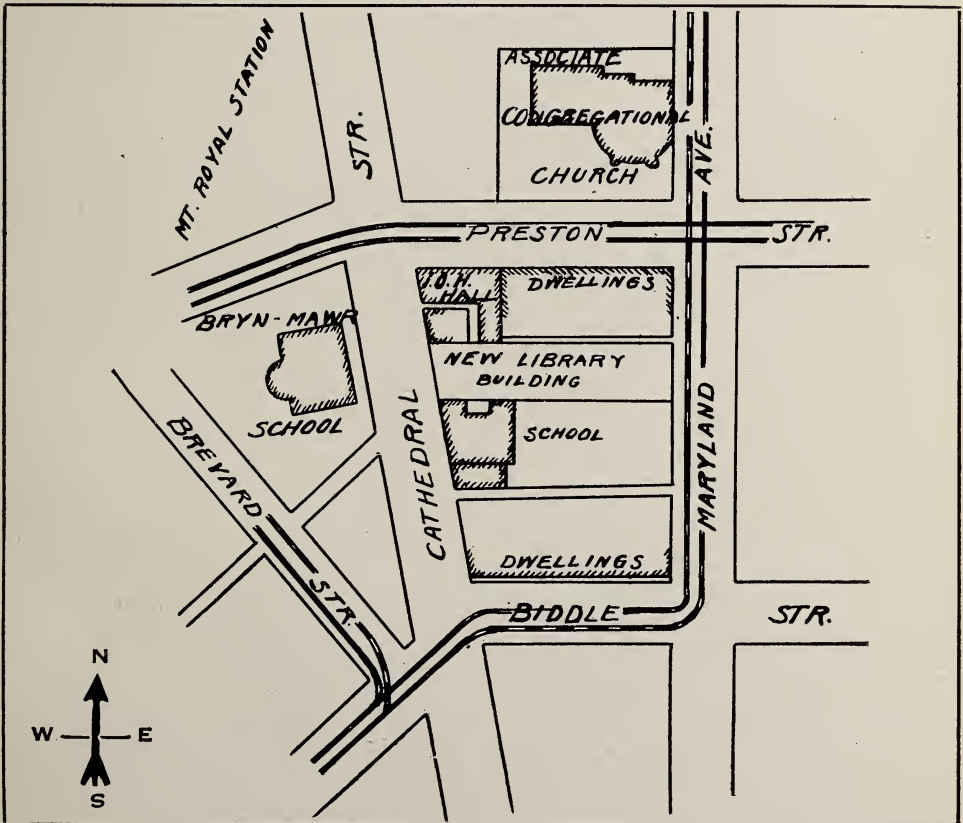 MT. ROYAL STATION
STR.
ASSOCIATE
CONGREGATIONAL
CHURCH
AVE.
PRESTON STR.
I.O.H.
HALL
DWELLINGS
BRYN-MAWR
SCHOOL
NEW LIBRARY
BUILDING
SCHOOL
CATHEDRAL
MARYLAND
BREVARD
STR.
DWELLINGS
BIDDLE STR.
N
W E
S